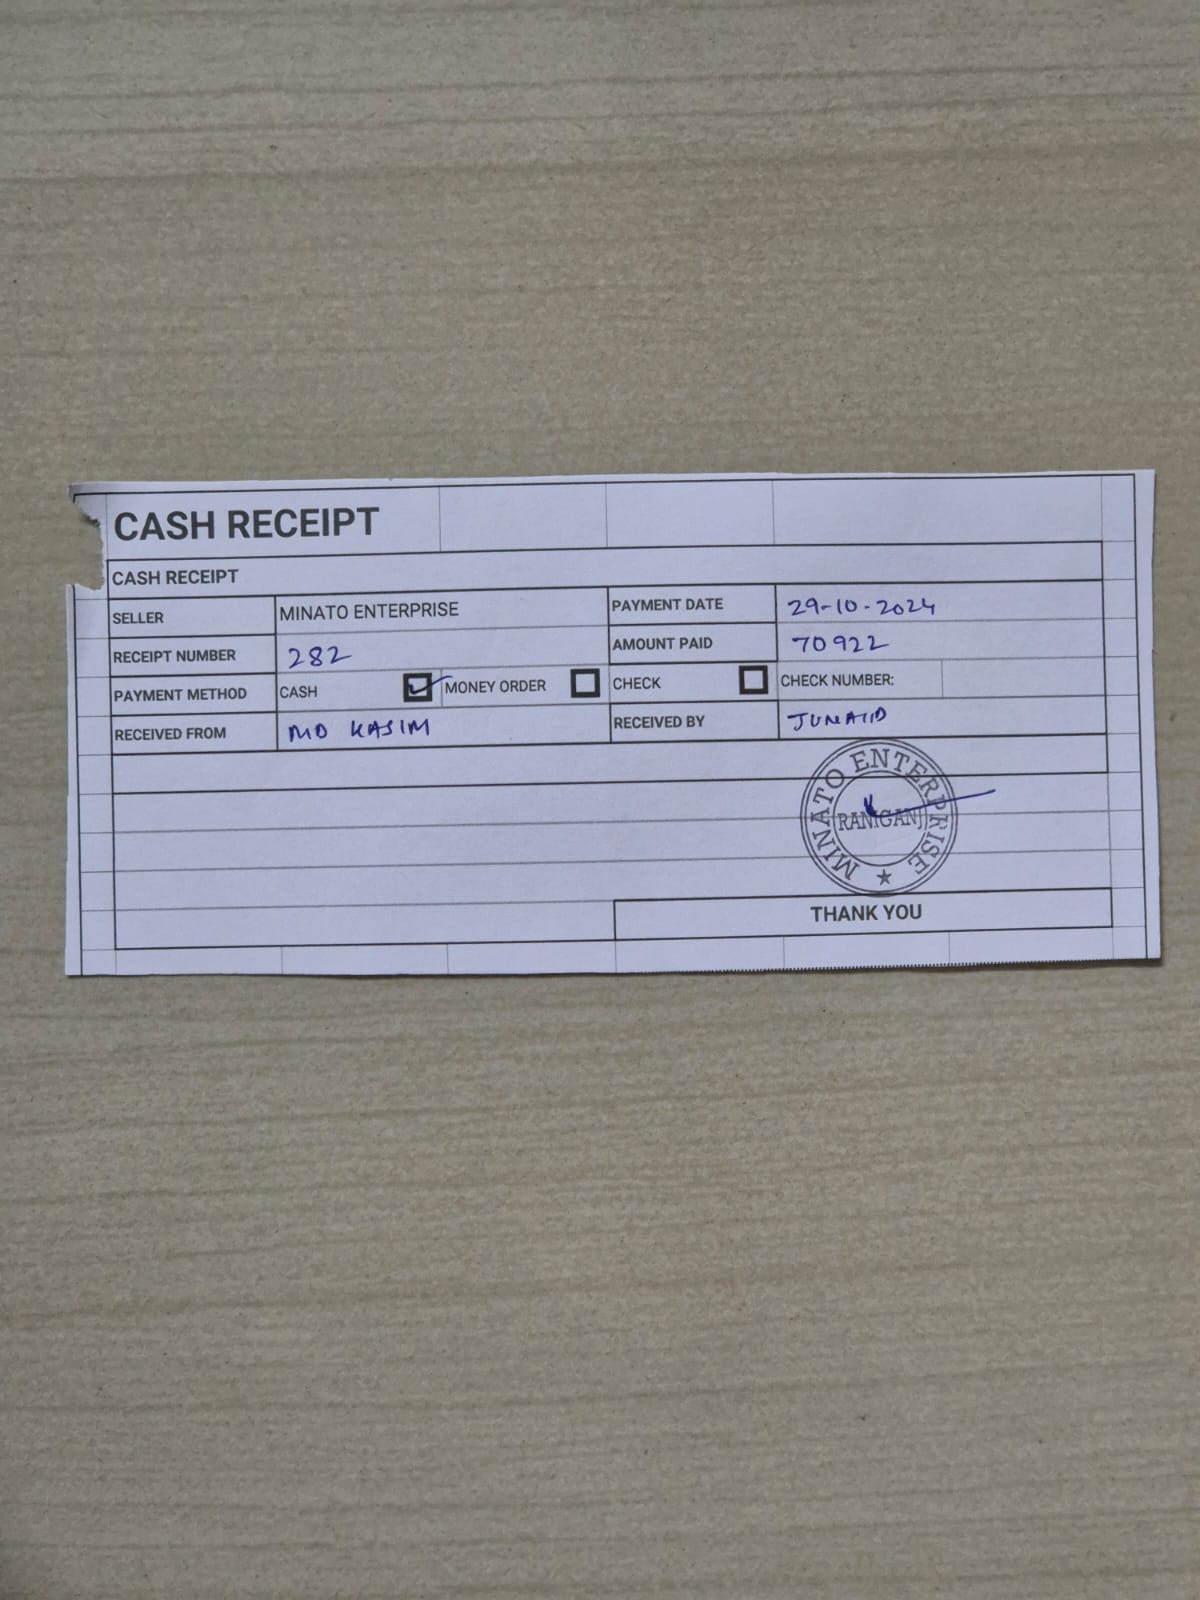 CASH RECEIPT
CASH RECEIPT
SELLER MINATO ENTERPRISE PAYMENT DATE 29-10-2024
RECEIPT NUMBER 282 AMOUNT PAID 70922
PAYMENT METHOD CASH MONEY ORDER CHECK CHECK NUMBER:
RECEIVED FROM MD KASIM RECEIVED BY JUNAID
MINATO ENTERPRISE
RANIGANJ
THANK YOU